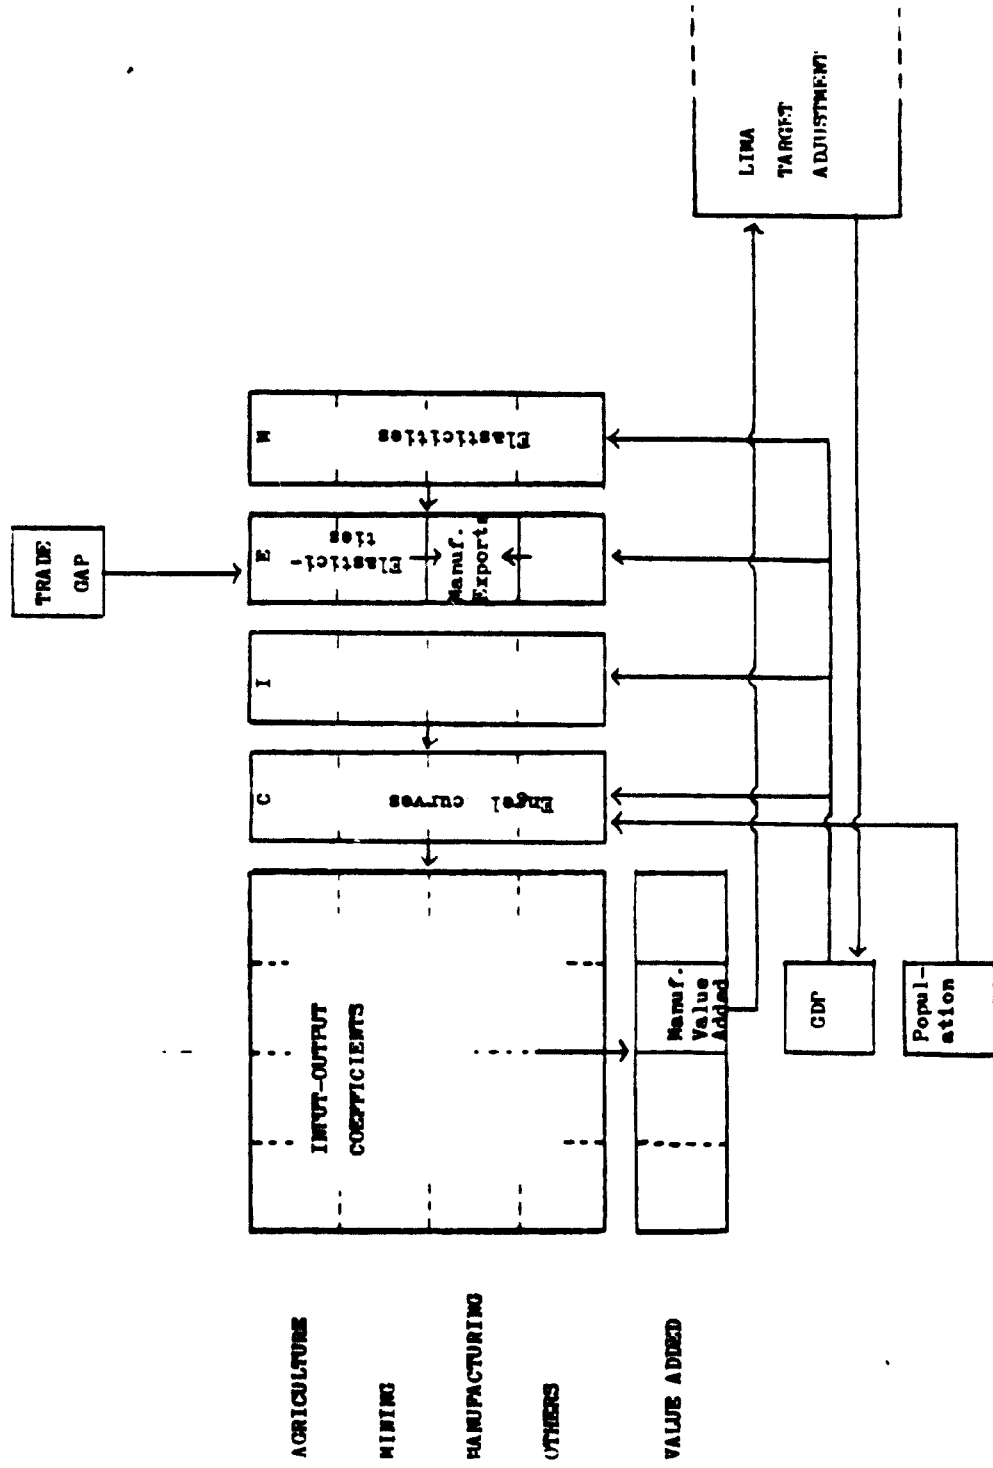 TRADE
GAP
C
I
E
M
INPUT-OUTPUT
COEFFICIENTS
Engel curves
Elastici-
ties
Manuf.
Exports
Elasticities
AGRICULTURE
MINING
MANUFACTURING
OTHERS
VALUE ADDED
Manuf.
Value
Added
GDP
Popul-
ation
LIMA
TARGET
ADJUSTMENT